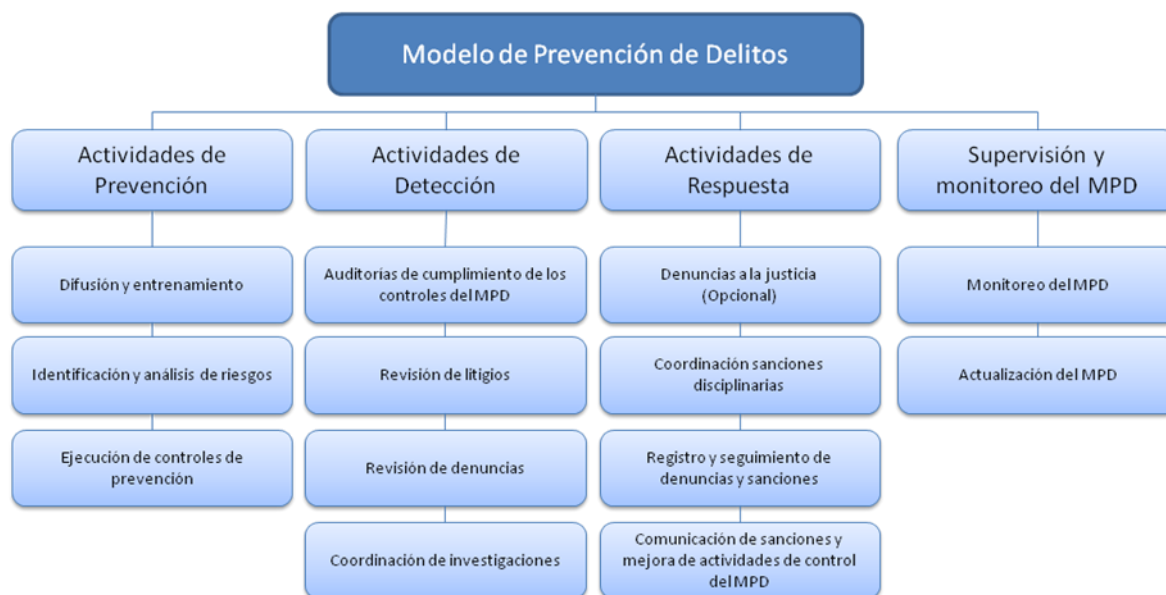 Modelo de Prevención de Delitos
Actividades de
Prevención
Difusión y entrenamiento
Identificación y análisis de riesgos
Ejecución de controles de
prevención
Actividades de
Detección
Auditorías de cumplimiento de los
controles del MPD
Revisión de litigios
Revisión de denuncias
Coordinación de investigaciones
Actividades de
Respuesta
Denuncias a la justicia
(Opcional)
Coordinación sanciones
disciplinarias
Registro y seguimiento de
denuncias y sanciones
Comunicación de sanciones y
mejora de actividades de control
del MPD
Supervisión y
monitoreo del MPD
Monitoreo del MPD
Actualización del MPD